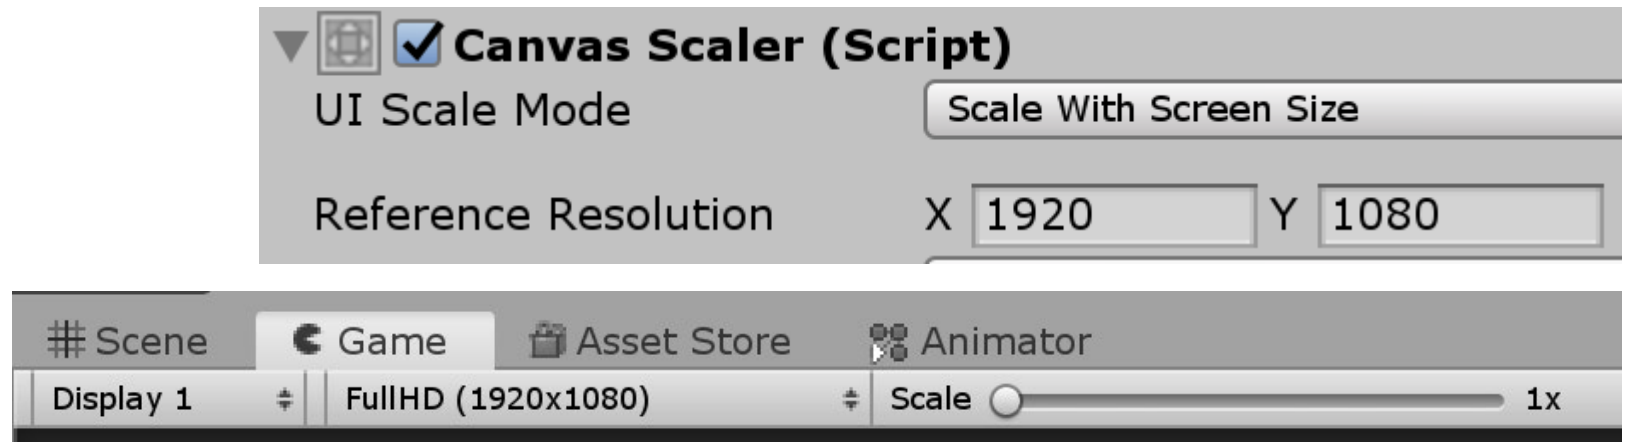 Canvas Scaler (Script)
UI Scale Mode Scale With Screen Size
Reference Resolution X 1920 Y 1080
Scene Game Asset Store Animator
Display 1 FullHD (1920x1080) Scale 1x